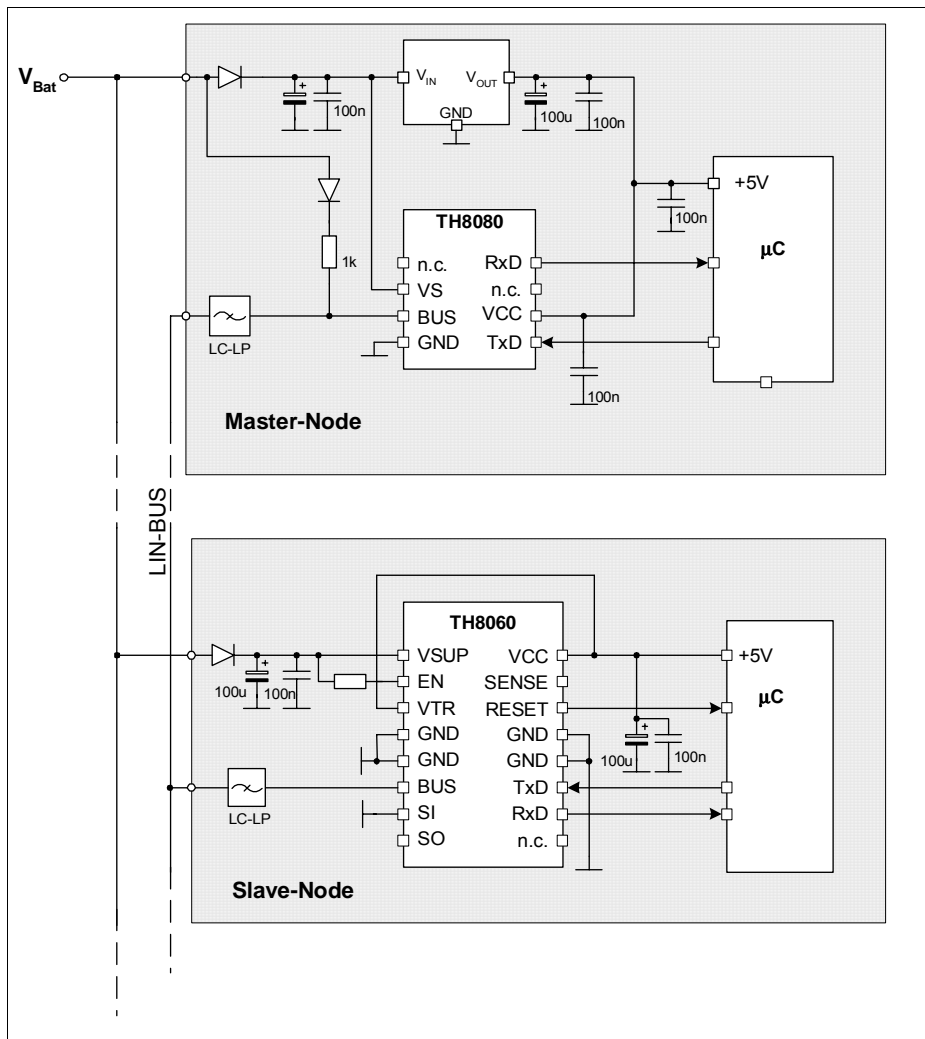 V_Bat
V_IN
V_OUT
GND
+
100n
+
100u
100n
+5V
100n
µC
1k
TH8080
n.c.
RxD
VS
n.c.
BUS
VCC
GND
TxD
LC-LP
100n
Master-Node
LIN-BUS
TH8060
VSUP
VCC
+5V
EN
SENSE
VTR
RESET
µC
GND
GND
GND
GND
BUS
TxD
SI
RxD
SO
n.c.
+
100u
100n
+
100u
100n
LC-LP
Slave-Node